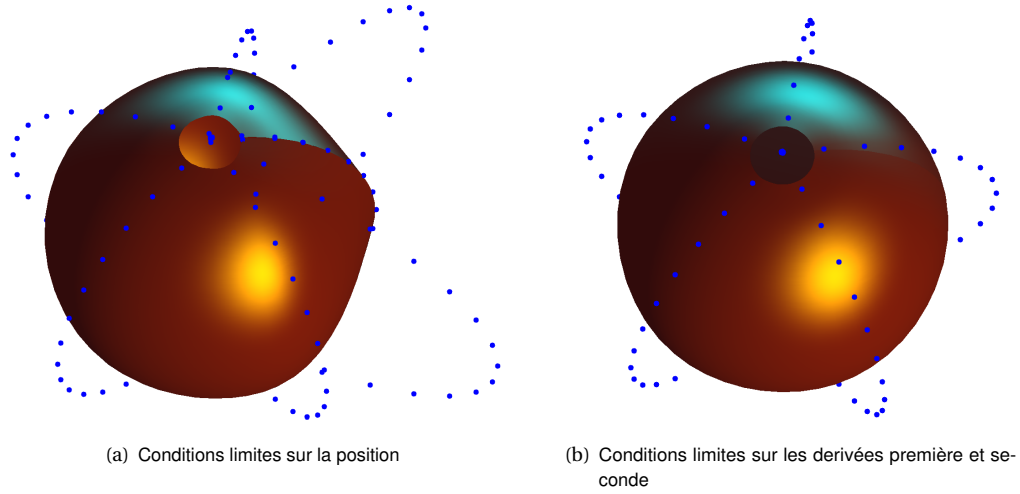 (a) Conditions limites sur la position
(b) Conditions limites sur les derivées première et se-
conde